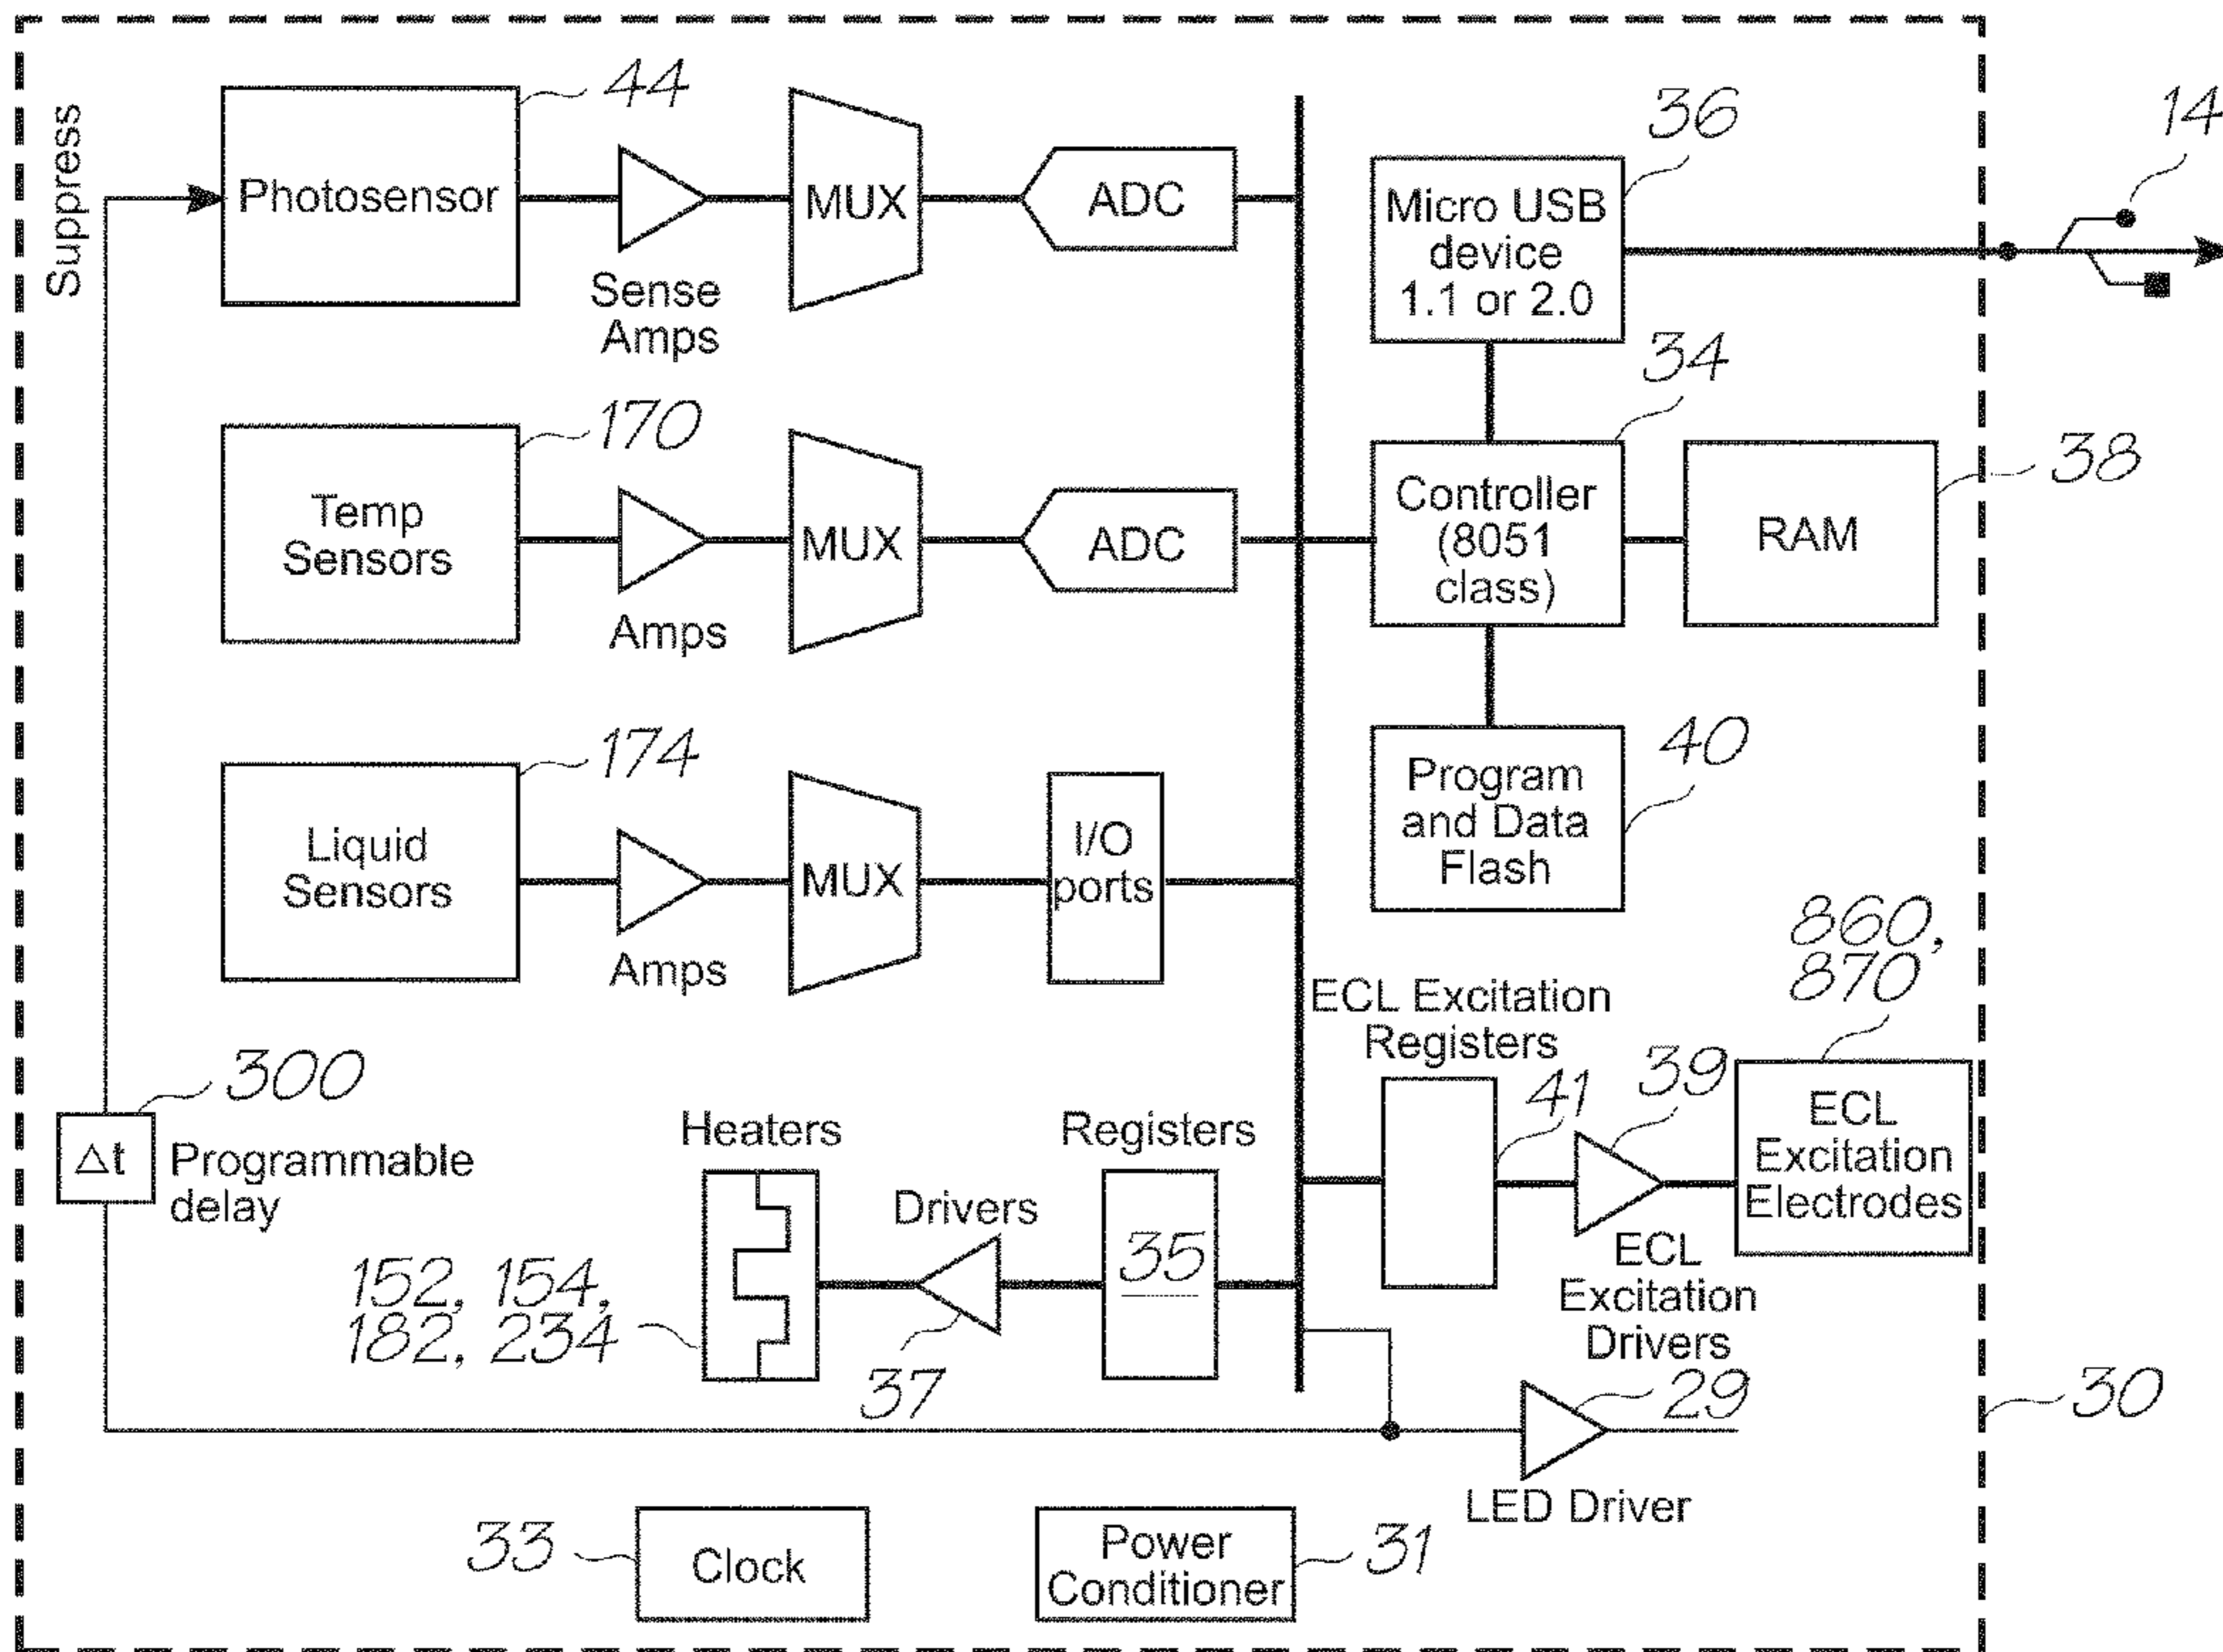 Suppress
Photosensor
44
Sense
Amps
MUX
ADC
Micro USB
device
1.1 or 2.0
36
14
Temp
Sensors
170
Amps
MUX
ADC
Controller
(8051
class)
34
RAM
38
Liquid
Sensors
174
Amps
MUX
I/O
ports
Program
and Data
Flash
40
ECL Excitation
Registers
41
39
ECL
Excitation
Drivers
860,
870
ECL
Excitation
Electrodes
Δt
300
Programmable
delay
Heaters
152, 154,
182, 234
Drivers
37
Registers
35
29
LED Driver
30
33
Clock
Power
Conditioner
31